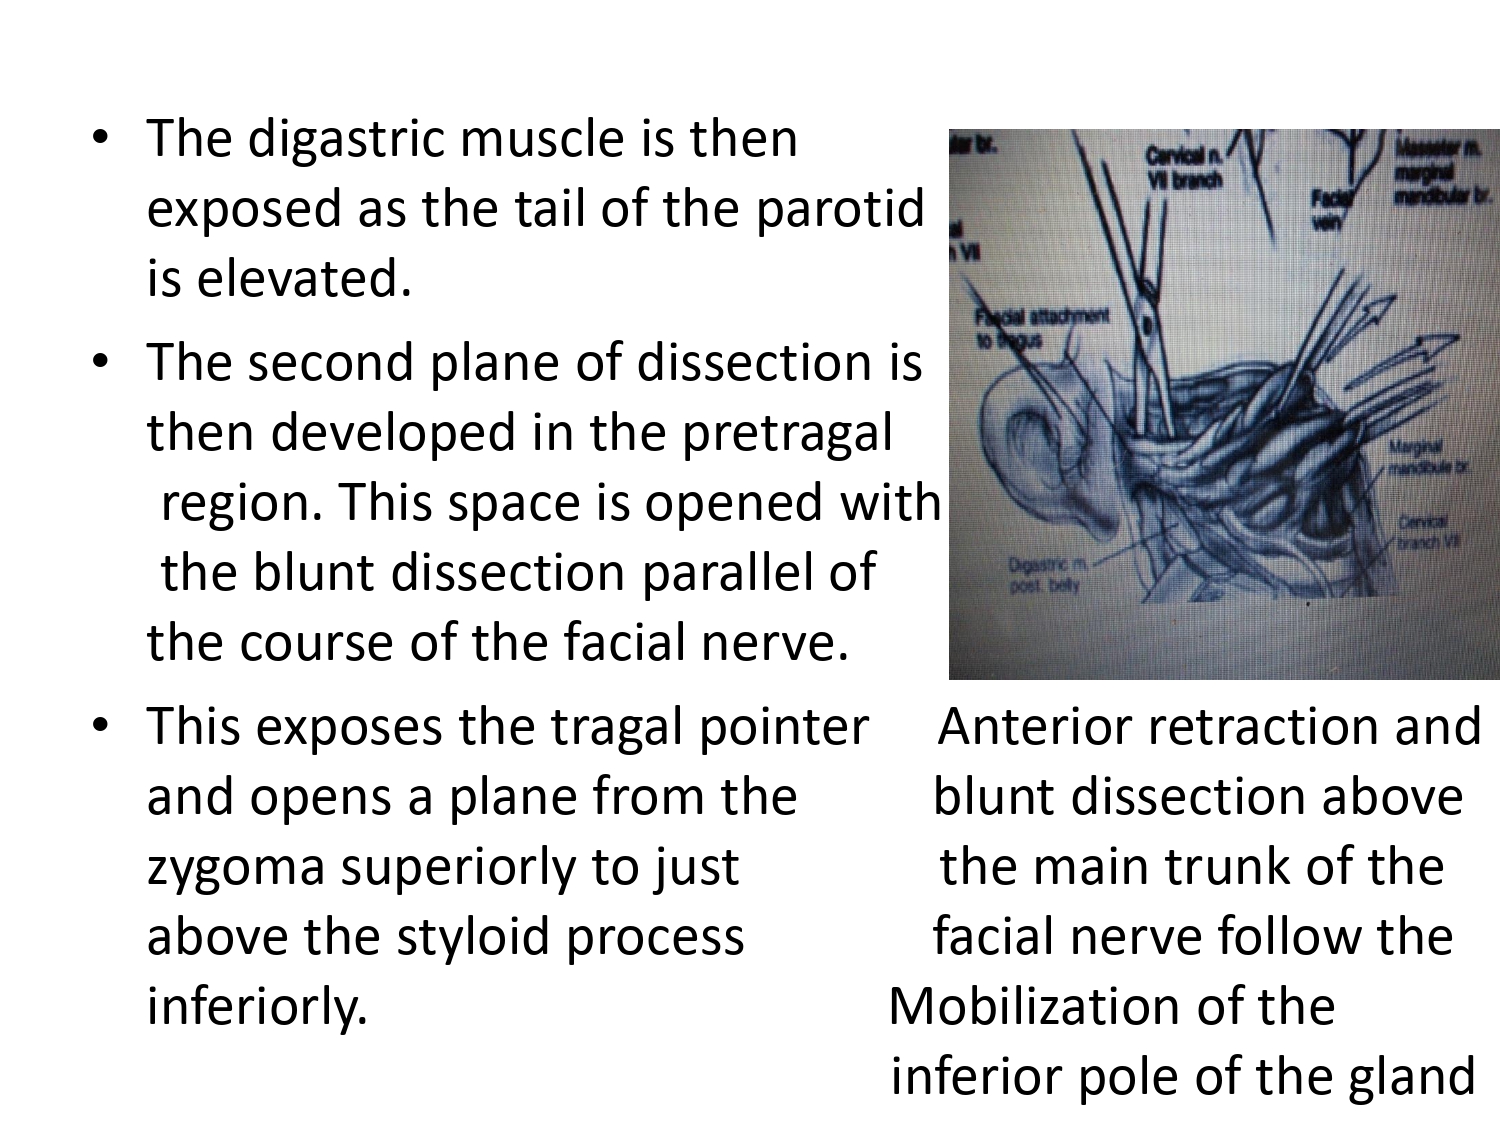 • The digastric muscle is then
exposed as the tail of the parotid
is elevated.
• The second plane of dissection is
then developed in the pretragal
region. This space is opened with
the blunt dissection parallel of
the course of the facial nerve.
• This exposes the tragal pointer
and opens a plane from the
zygoma superiorly to just
above the styloid process
inferiorly.
br.
Cervical n.
VII branch
Facial
vein
Masseter m.
marginal
mandibular br.
VII
Fascial attachment
to tragus
Marginal
mandibule br.
Cervical
branch VII
Digastric m.
post. belly
Anterior retraction and
blunt dissection above
the main trunk of the
facial nerve follow the
Mobilization of the
inferior pole of the gland